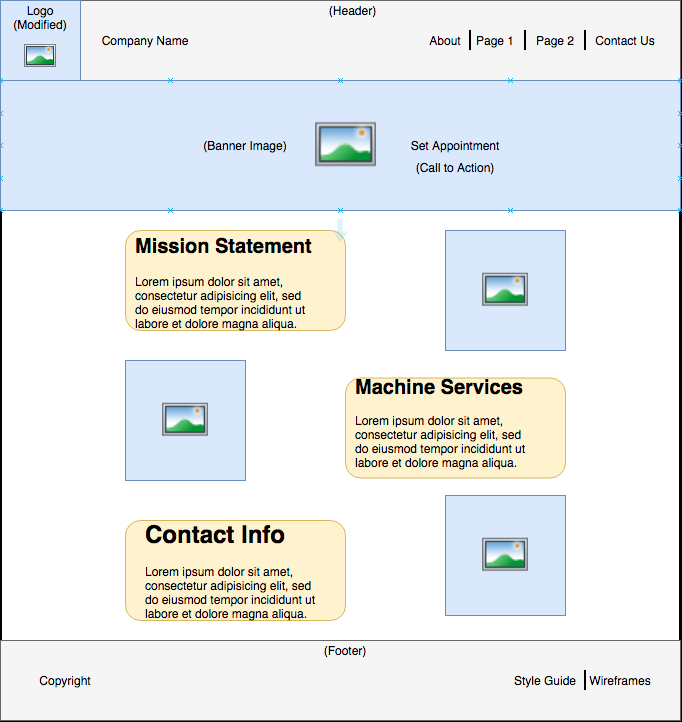 Logo
(Modified)
(Header)
Company Name
About
Page 1
Page 2
Contact Us
(Banner Image)
Set Appointment
(Call to Action)
Mission Statement
Lorem ipsum dolor sit amet,
consectetur adipisicing elit, sed
do eiusmod tempor incididunt ut
labore et dolore magna aliqua.
Machine Services
Lorem ipsum dolor sit amet,
consectetur adipisicing elit, sed
do eiusmod tempor incididunt ut
labore et dolore magna aliqua.
Contact Info
Lorem ipsum dolor sit amet,
consectetur adipisicing elit, sed
do eiusmod tempor incididunt ut
labore et dolore magna aliqua.
(Footer)
Copyright
Style Guide
Wireframes